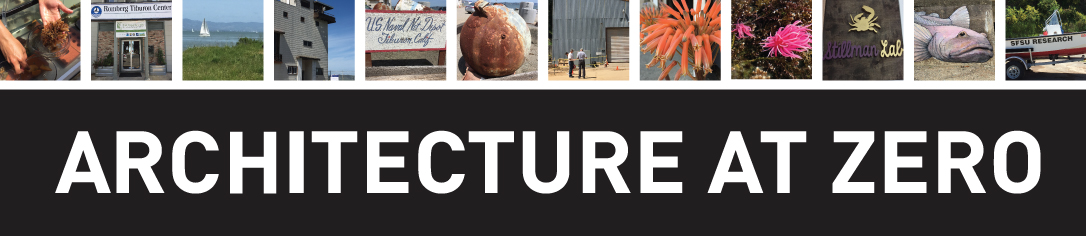 Romberg Tiburon Center
U.S. Naval Net Depot
Tiburon, Calif.
Stillman Lab
SFSU RESEARCH
ARCHITECTURE AT ZERO